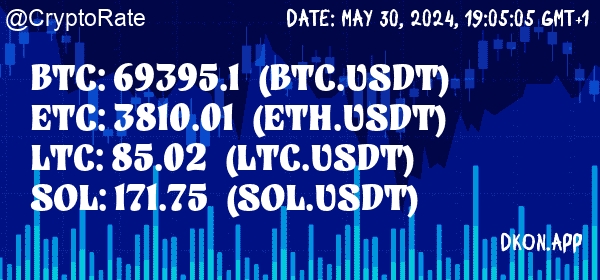 @CryptoRate
DATE: MAY 30, 2024, 19:05:05 GMT+1
BTC: 69395.1 (BTC.USDT)
ETC: 3810.01 (ETH.USDT)
LTC: 85.02 (LTC.USDT)
SOL: 171.75 (SOL.USDT)
DKON.APP